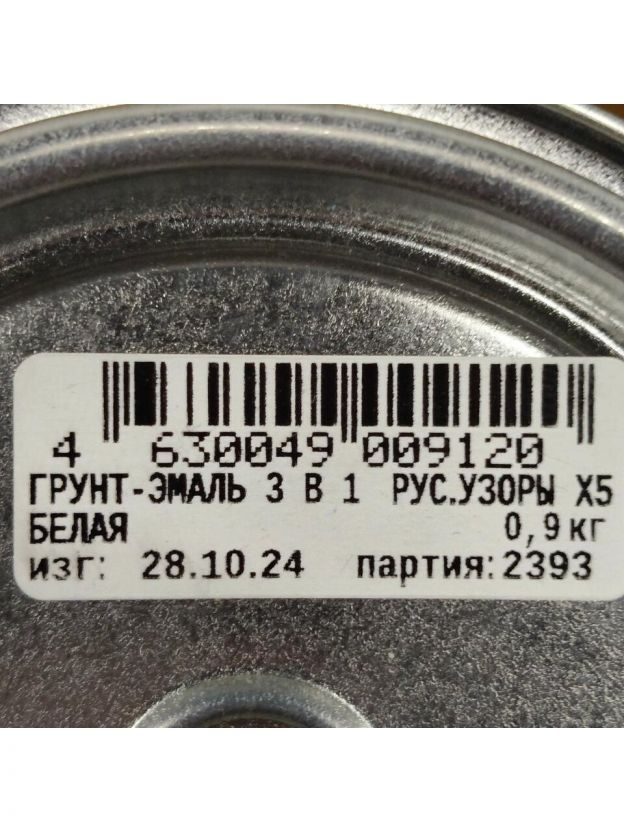 4 630049 009120
ГРУНТ-ЭМАЛЬ 3 В 1 РУС.УЗОРЫ Х5
БЕЛАЯ 0,9кг
изг: 28.10.24 партия:2393